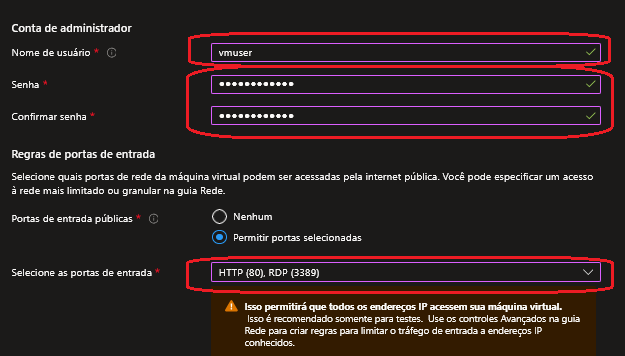 Conta de administrador
Nome de usuário *
vmuser
Senha *
••••••••••••
Confirmar senha *
••••••••••••
Regras de portas de entrada
Selecione quais portas de rede da máquina virtual podem ser acessadas pela internet pública. Você pode especificar um acesso
à rede mais limitado ou granular na guia Rede.
Portas de entrada públicas *
Nenhum
Permitir portas selecionadas
Selecione as portas de entrada *
HTTP (80), RDP (3389)
Isso permitirá que todos os endereços IP acessem sua máquina virtual.
Isso é recomendado somente para testes. Use os controles Avançados na guia
Rede para criar regras para limitar o tráfego de entrada a endereços IP
conhecidos.